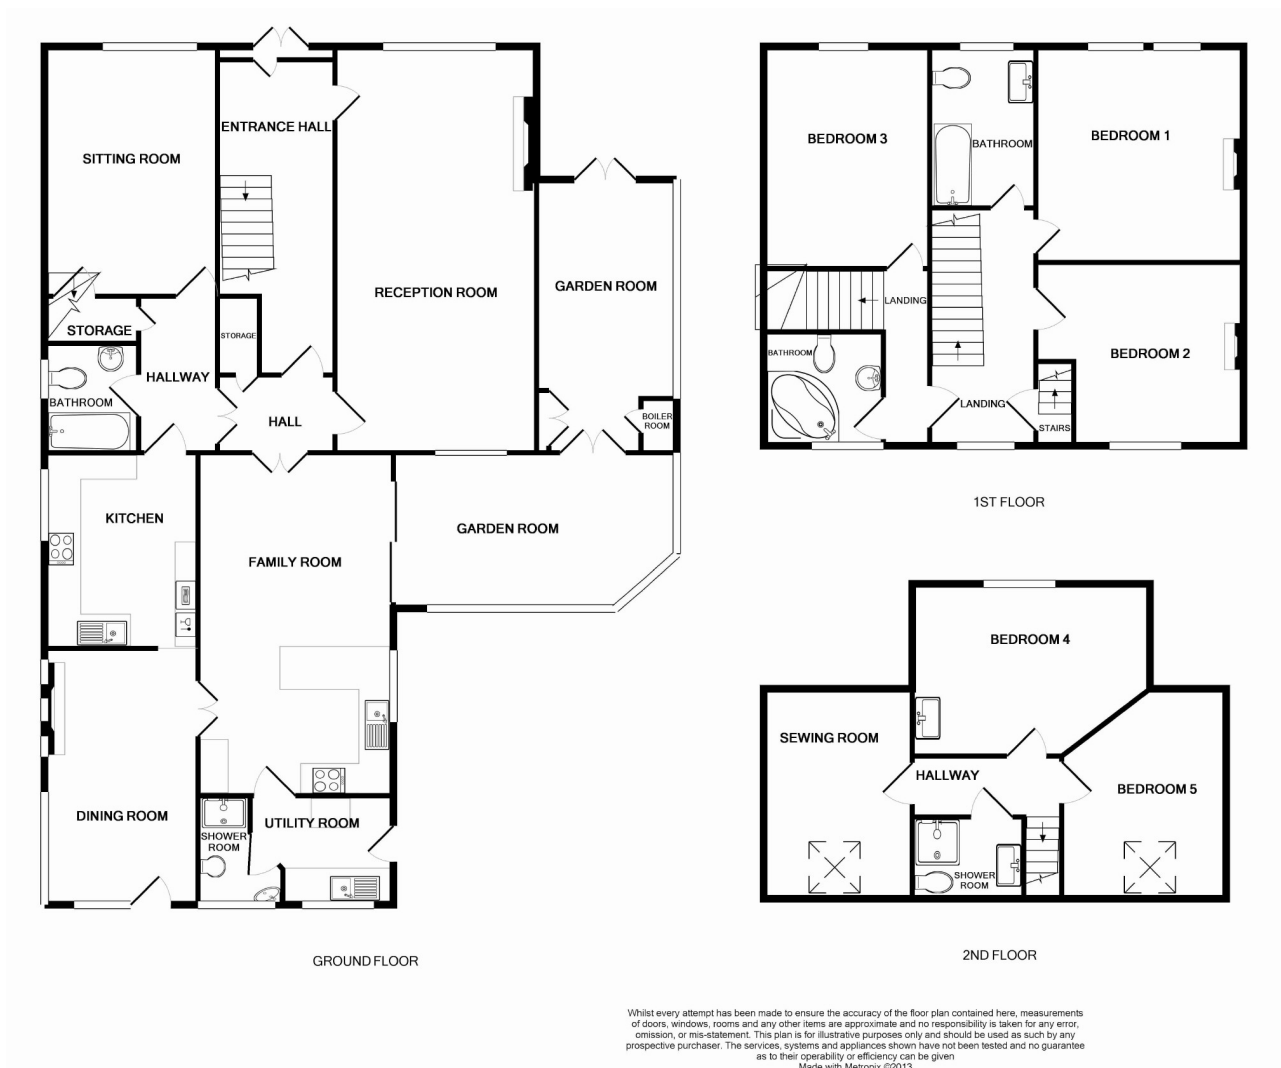 SITTING ROOM
ENTRANCE HALL
RECEPTION ROOM
GARDEN ROOM
STORAGE
STORAGE
HALLWAY
BATHROOM
HALL
BOILER
ROOM
KITCHEN
FAMILY ROOM
GARDEN ROOM
DINING ROOM
SHOWER
ROOM
UTILITY ROOM
GROUND FLOOR
BEDROOM 3
BATHROOM
BEDROOM 1
LANDING
BATHROOM
BEDROOM 2
LANDING
STAIRS
1ST FLOOR
BEDROOM 4
SEWING ROOM
HALLWAY
BEDROOM 5
SHOWER
ROOM
2ND FLOOR
Whilst every attempt has been made to ensure the accuracy of the floor plan contained here, measurements
of doors, windows, rooms and any other items are approximate and no responsibility is taken for any error,
omission, or mis-statement. This plan is for illustrative purposes only and should be used as such by any
prospective purchaser. The services, systems and appliances shown have not been tested and no guarantee
as to their operability or efficiency can be given
Made with Metropix ©2013